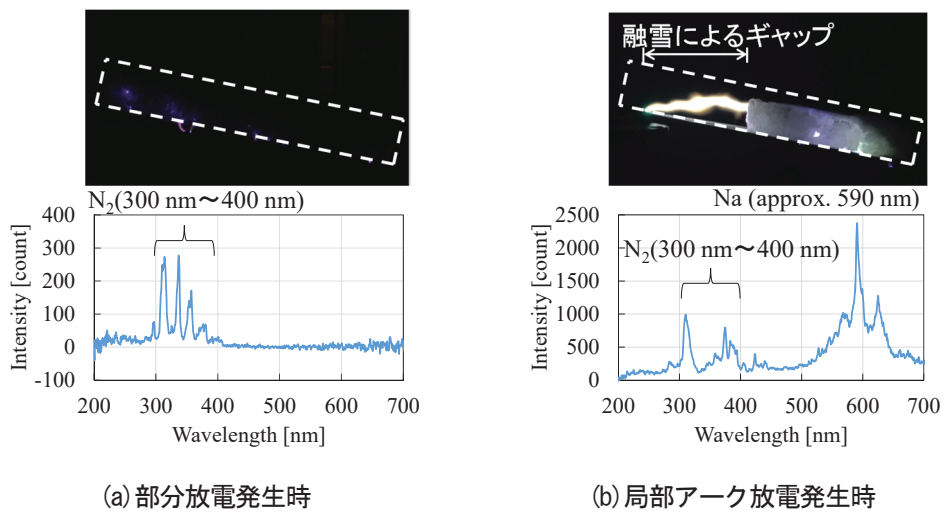 融雪によるギャップ
N₂(300 nm～400 nm)
Intensity [count]
400
300
200
100
0
-100
200 300 400 500 600 700
Wavelength [nm]
(a) 部分放電発生時
Na (approx. 590 nm)
N₂(300 nm～400 nm)
Intensity [count]
2500
2000
1500
1000
500
0
200 300 400 500 600 700
Wavelength [nm]
(b) 局部アーク放電発生時